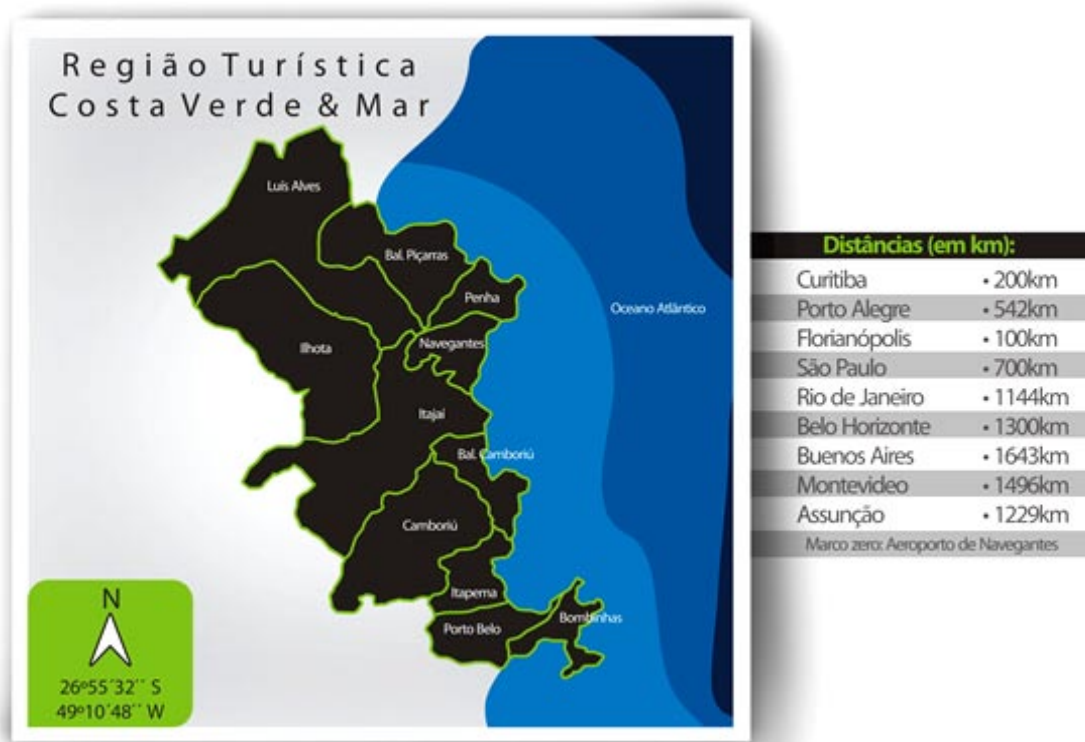 Região Turística
Costa Verde & Mar
Luís Alves
Bal. Piçarras
Penha
Oceano Atlântico
Navegantes
Ilhota
Itajaí
Bal. Camboriú
Camboriú
Itapema
Bombinhas
Porto Belo
N
26º55´32´´ S
49º10´48´´ W
Distâncias (em km):
Curitiba • 200km
Porto Alegre • 542km
Florianópolis • 100km
São Paulo • 700km
Rio de Janeiro • 1144km
Belo Horizonte • 1300km
Buenos Aires • 1643km
Montevideo • 1496km
Assunção • 1229km
Marco zero: Aeroporto de Navegantes